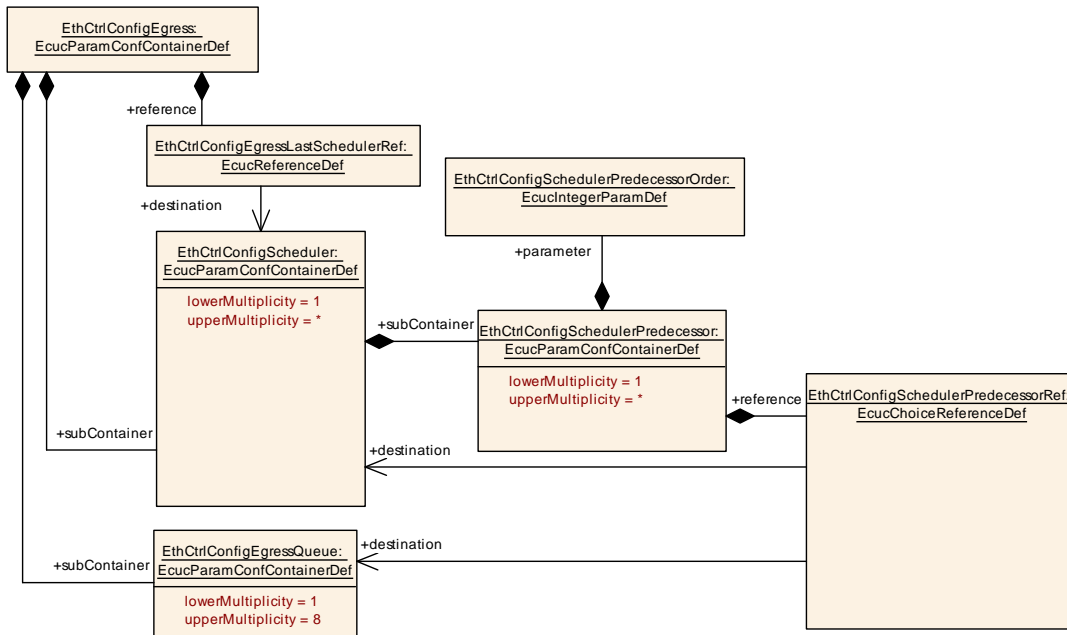 EthCtrlConfigEgress:
EcucParamConfContainerDef
+reference
EthCtrlConfigEgressLastSchedulerRef:
EcucReferenceDef
+destination
EthCtrlConfigSchedulerPredecessorOrder:
EcucIntegerParamDef
+parameter
EthCtrlConfigScheduler:
EcucParamConfContainerDef
lowerMultiplicity = 1
upperMultiplicity = *
+subContainer
EthCtrlConfigSchedulerPredecessor:
EcucParamConfContainerDef
lowerMultiplicity = 1
upperMultiplicity = *
+reference
EthCtrlConfigSchedulerPredecessorRef:
EcucChoiceReferenceDef
+subContainer
+destination
+destination
+subContainer
EthCtrlConfigEgressQueue:
EcucParamConfContainerDef
lowerMultiplicity = 1
upperMultiplicity = 8